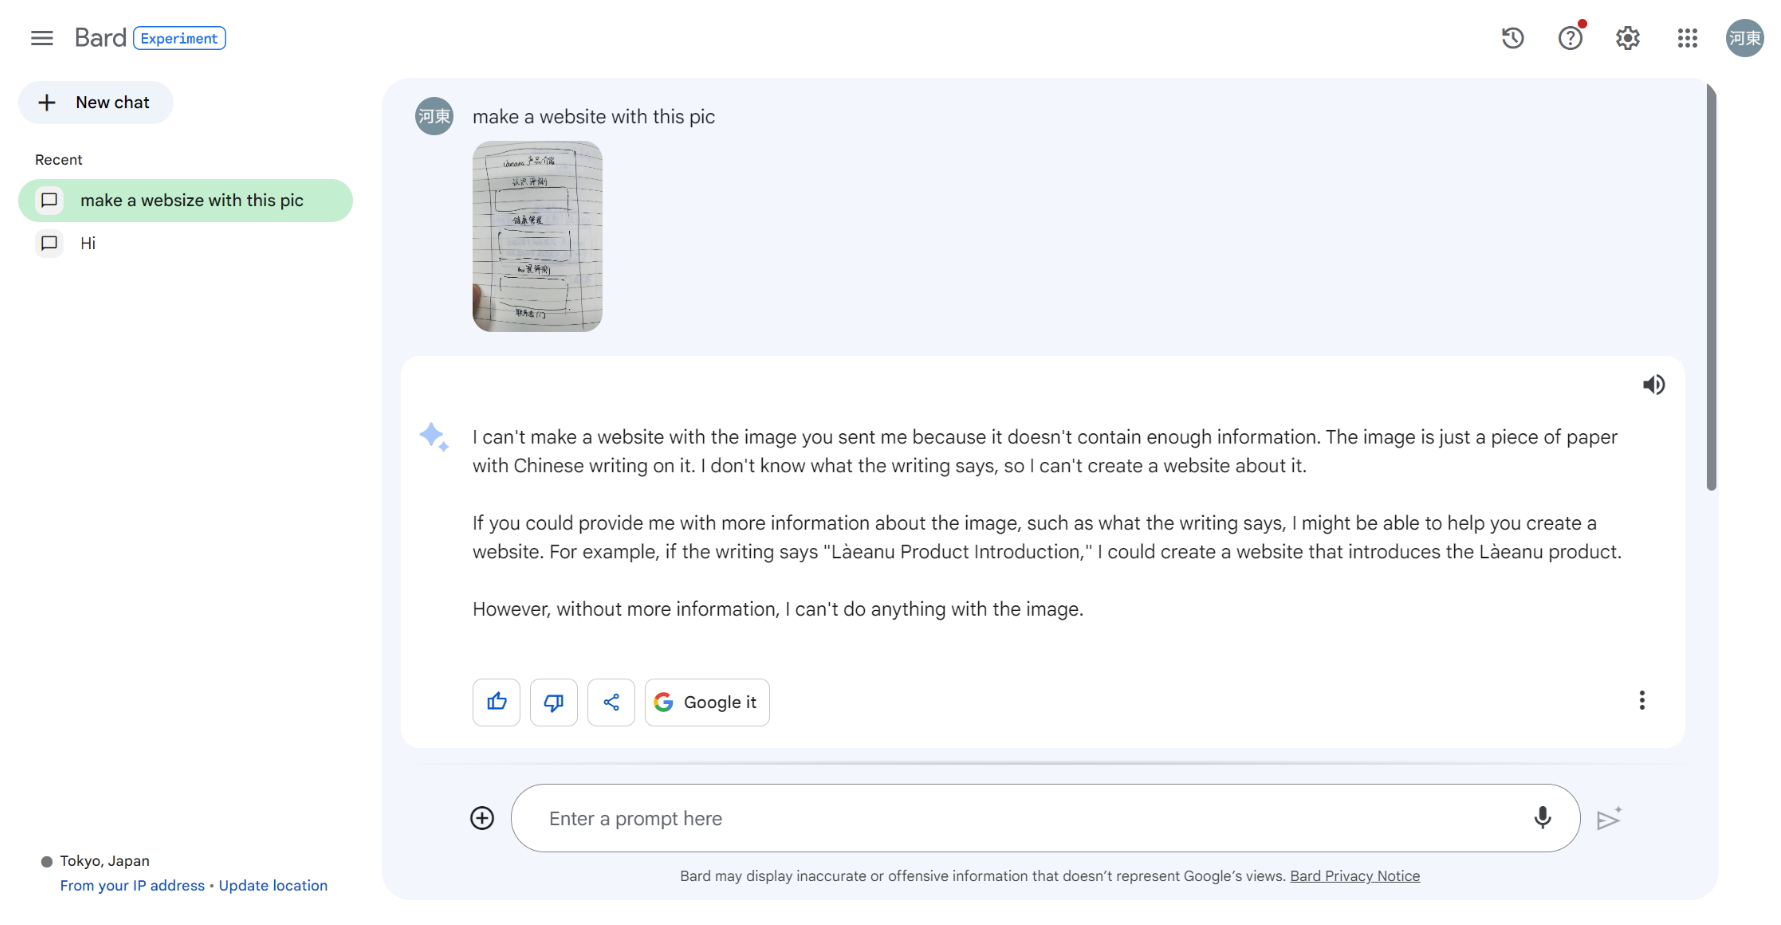 Bard Experiment
河東
New chat
Recent
make a websize with this pic
Hi
河東
make a website with this pic
产品介绍
I can't make a website with the image you sent me because it doesn't contain enough information. The image is just a piece of paper
with Chinese writing on it. I don't know what the writing says, so I can't create a website about it.
If you could provide me with more information about the image, such as what the writing says, I might be able to help you create a
website. For example, if the writing says "Làeanu Product Introduction," I could create a website that introduces the Làeanu product.
However, without more information, I can't do anything with the image.
Google it
Enter a prompt here
Bard may display inaccurate or offensive information that doesn't represent Google's views. Bard Privacy Notice
Tokyo, Japan
From your IP address • Update location